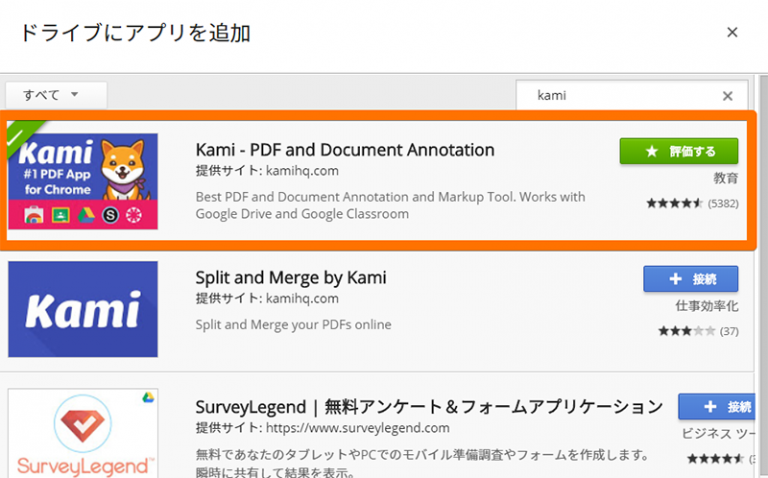 ドライブにアプリを追加
すべて
kami
Kami
#1 PDF App
for Chrome
Kami - PDF and Document Annotation
提供サイト: kamihq.com
Best PDF and Document Annotation and Markup Tool. Works with
Google Drive and Google Classroom
評価する
教育
(5382)
Kami
Split and Merge by Kami
提供サイト: kamihq.com
Split and Merge your PDFs online
接続
仕事効率化
(37)
SurveyLegend™
SurveyLegend | 無料アンケート＆フォームアプリケーション
提供サイト: https://www.surveylegend.com
無料であなたのタブレットやPCでのモバイル準備調査やフォームを作成します。
瞬時に共有して結果を表示。
接続
ビジネス ツー